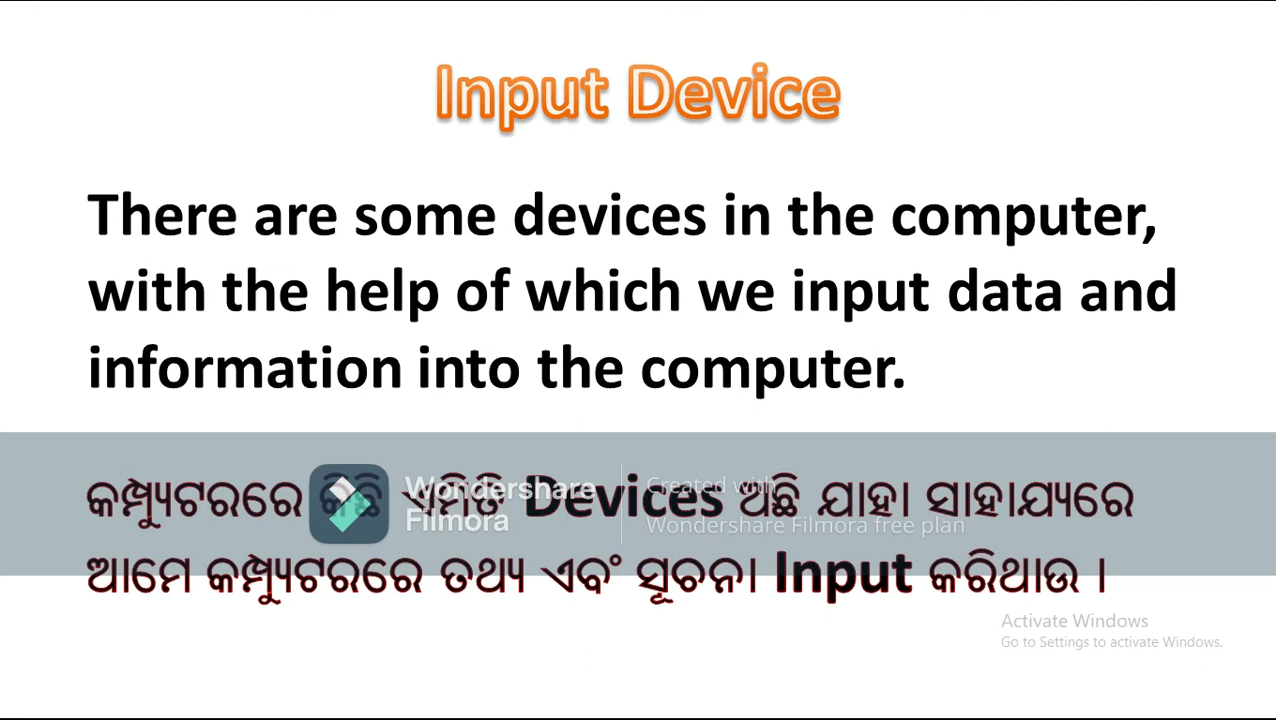 Input Device
There are some devices in the computer,
with the help of which we input data and
information into the computer.
କମ୍ପ୍ୟୁଟରରେ କିଛି ଏମିତି Devices ଅଛି ଯାହା ସାହାଯ୍ୟରେ
Wondershare
Filmora
Created with
Wondershare Filmora free plan
ଆମେ କମ୍ପ୍ୟୁଟରରେ ତଥ୍ୟ ଏବଂ ସୂଚନା Input କରିଥାଉ ।
Activate Windows
Go to Settings to activate Windows.